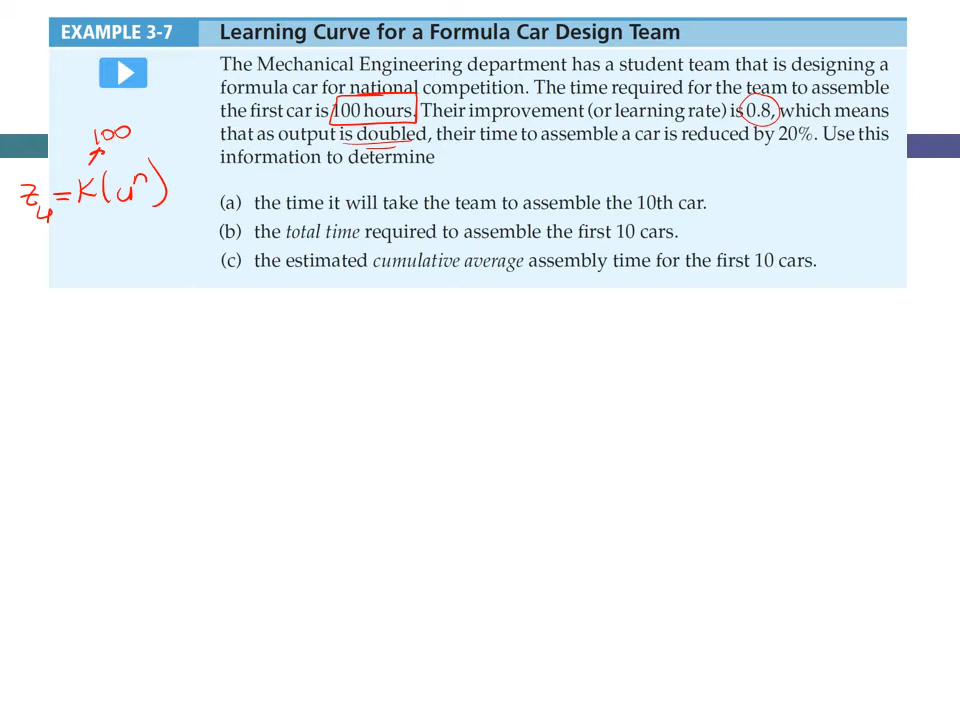 EXAMPLE 3-7 Learning Curve for a Formula Car Design Team
The Mechanical Engineering department has a student team that is designing a
formula car for national competition. The time required for the team to assemble
the first car is 100 hours. Their improvement (or learning rate) is 0.8, which means
that as output is doubled, their time to assemble a car is reduced by 20%. Use this
information to determine
100
Zu = K(u^n)
(a) the time it will take the team to assemble the 10th car.
(b) the total time required to assemble the first 10 cars.
(c) the estimated cumulative average assembly time for the first 10 cars.